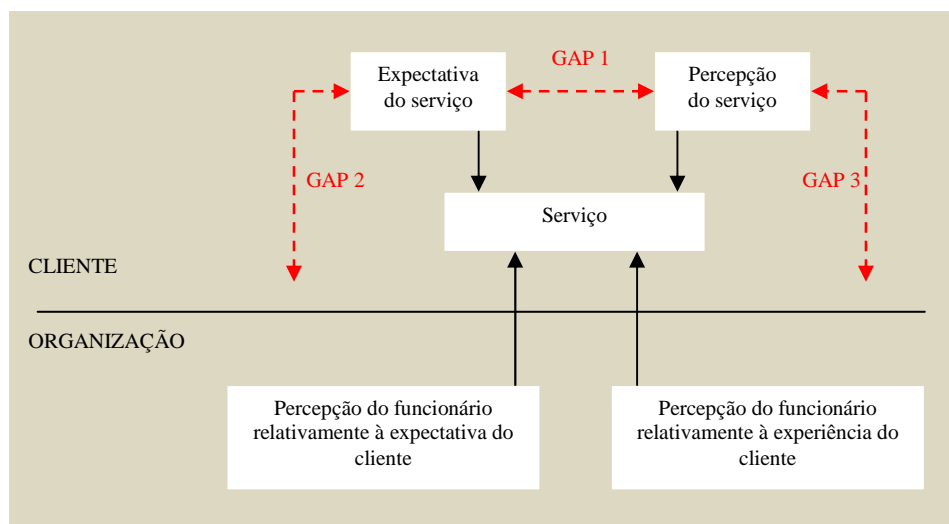 GAP 1
Expectativa
do serviço
Percepção
do serviço
GAP 2
GAP 3
Serviço
CLIENTE
ORGANIZAÇÃO
Percepção do funcionário
relativamente à expectativa do
cliente
Percepção do funcionário
relativamente à experiência do
cliente